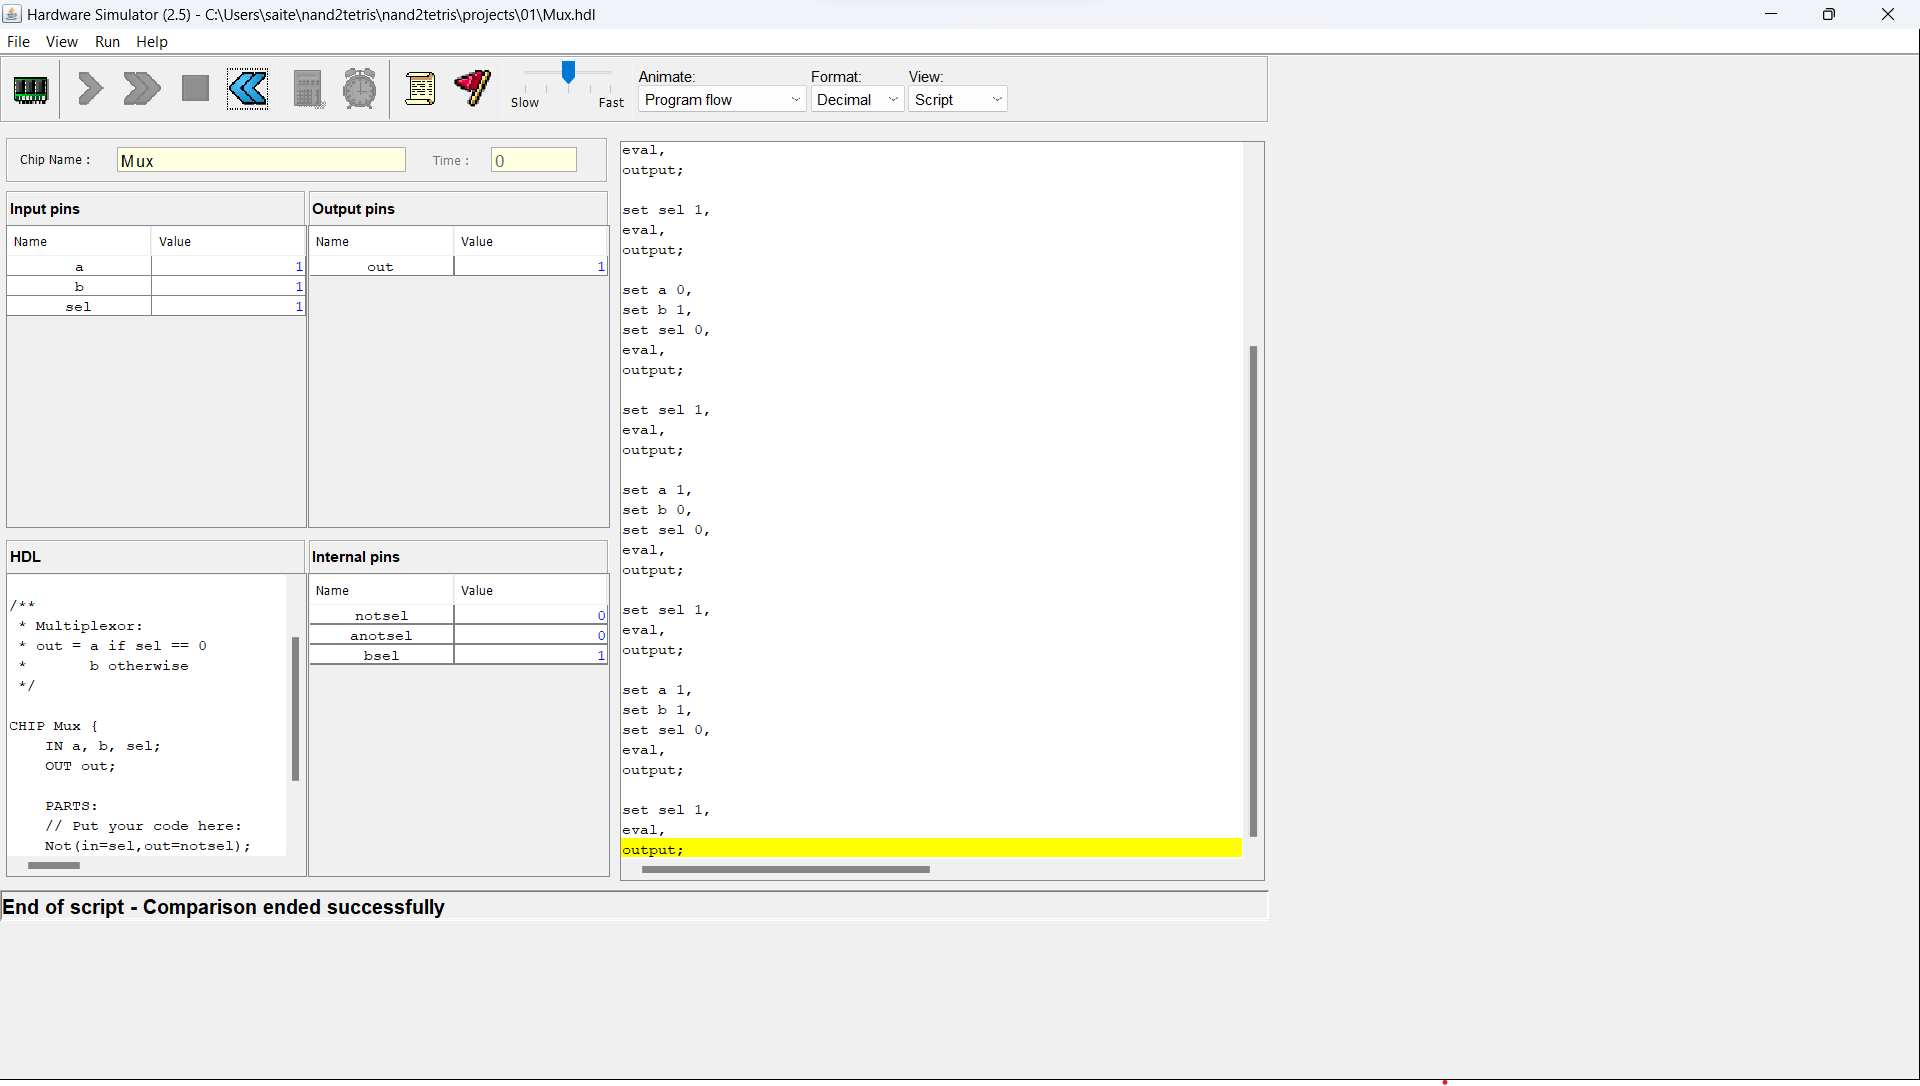 Hardware Simulator (2.5) - C:\Users\saite\nand2tetris\nand2tetris\projects\01\Mux.hdl
File View Run Help
Slow Fast
Animate:
Program flow
Format:
Decimal
View:
Script
Chip Name : Mux Time : 0
Input pins
Name Value
a 1
b 1
sel 1
Output pins
Name Value
out 1
HDL
/**
* Multiplexor:
* out = a if sel == 0
* b otherwise
*/
CHIP Mux {
IN a, b, sel;
OUT out;
PARTS:
// Put your code here:
Not(in=sel,out=notsel);
Internal pins
Name Value
notsel 0
anotsel 0
bsel 1
eval,
output;
set sel 1,
eval,
output;
set a 0,
set b 1,
set sel 0,
eval,
output;
set sel 1,
eval,
output;
set a 1,
set b 0,
set sel 0,
eval,
output;
set sel 1,
eval,
output;
set a 1,
set b 1,
set sel 0,
eval,
output;
set sel 1,
eval,
output;
End of script - Comparison ended successfully